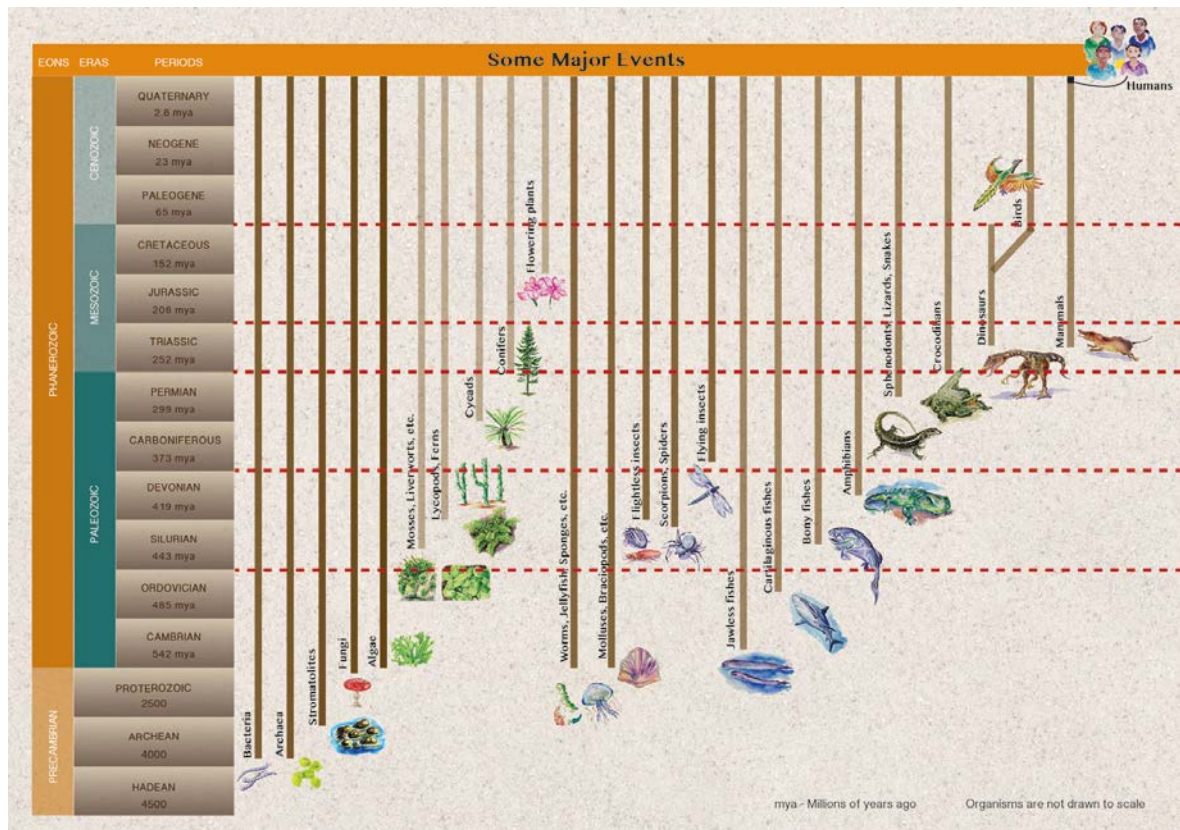 Some Major Events
EONS ERAS PERIODS
Humans
PHANEROZOIC
CENOZOIC
QUATERNARY
2.6 mya
NEOGENE
23 mya
PALEOGENE
65 mya
MESOZOIC
CRETACEOUS
152 mya
JURASSIC
208 mya
TRIASSIC
252 mya
PALEOZOIC
PERMIAN
299 mya
CARBONIFEROUS
373 mya
DEVONIAN
419 mya
SILURIAN
443 mya
ORDOVICIAN
485 mya
CAMBRIAN
542 mya
PRECAMBRIAN
PROTEROZOIC
2500
ARCHEAN
4000
HADEAN
4500
Bacteria
Archaea
Stromatolites
Fungi
Algae
Mosses, Liverworts, etc.
Lycopods, Ferns
Cycads
Conifers
Flowering plants
Worms, Jellyfish, Sponges, etc.
Molluses, Braciopods, etc.
Flightless insects
Scorpions, Spiders
Flying insects
Jawless fishes
Cartilaginous fishes
Bony fishes
Amphibians
Sphenodonts, Lizards, Snakes
Crocodinans
Dinosaurs
Birds
Mammals
mya - Millions of years ago
Organisms are not drawn to scale